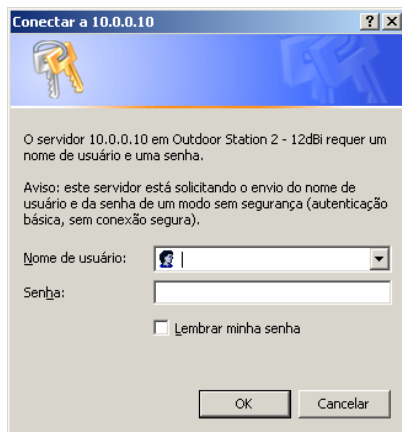 Conectar a 10.0.0.10
O servidor 10.0.0.10 em Outdoor Station 2 - 12dBi requer um
nome de usuário e uma senha.
Aviso: este servidor está solicitando o envio do nome de
usuário e da senha de um modo sem segurança (autenticação
básica, sem conexão segura).
Nome de usuário:
Senha:
Lembrar minha senha
OK Cancelar